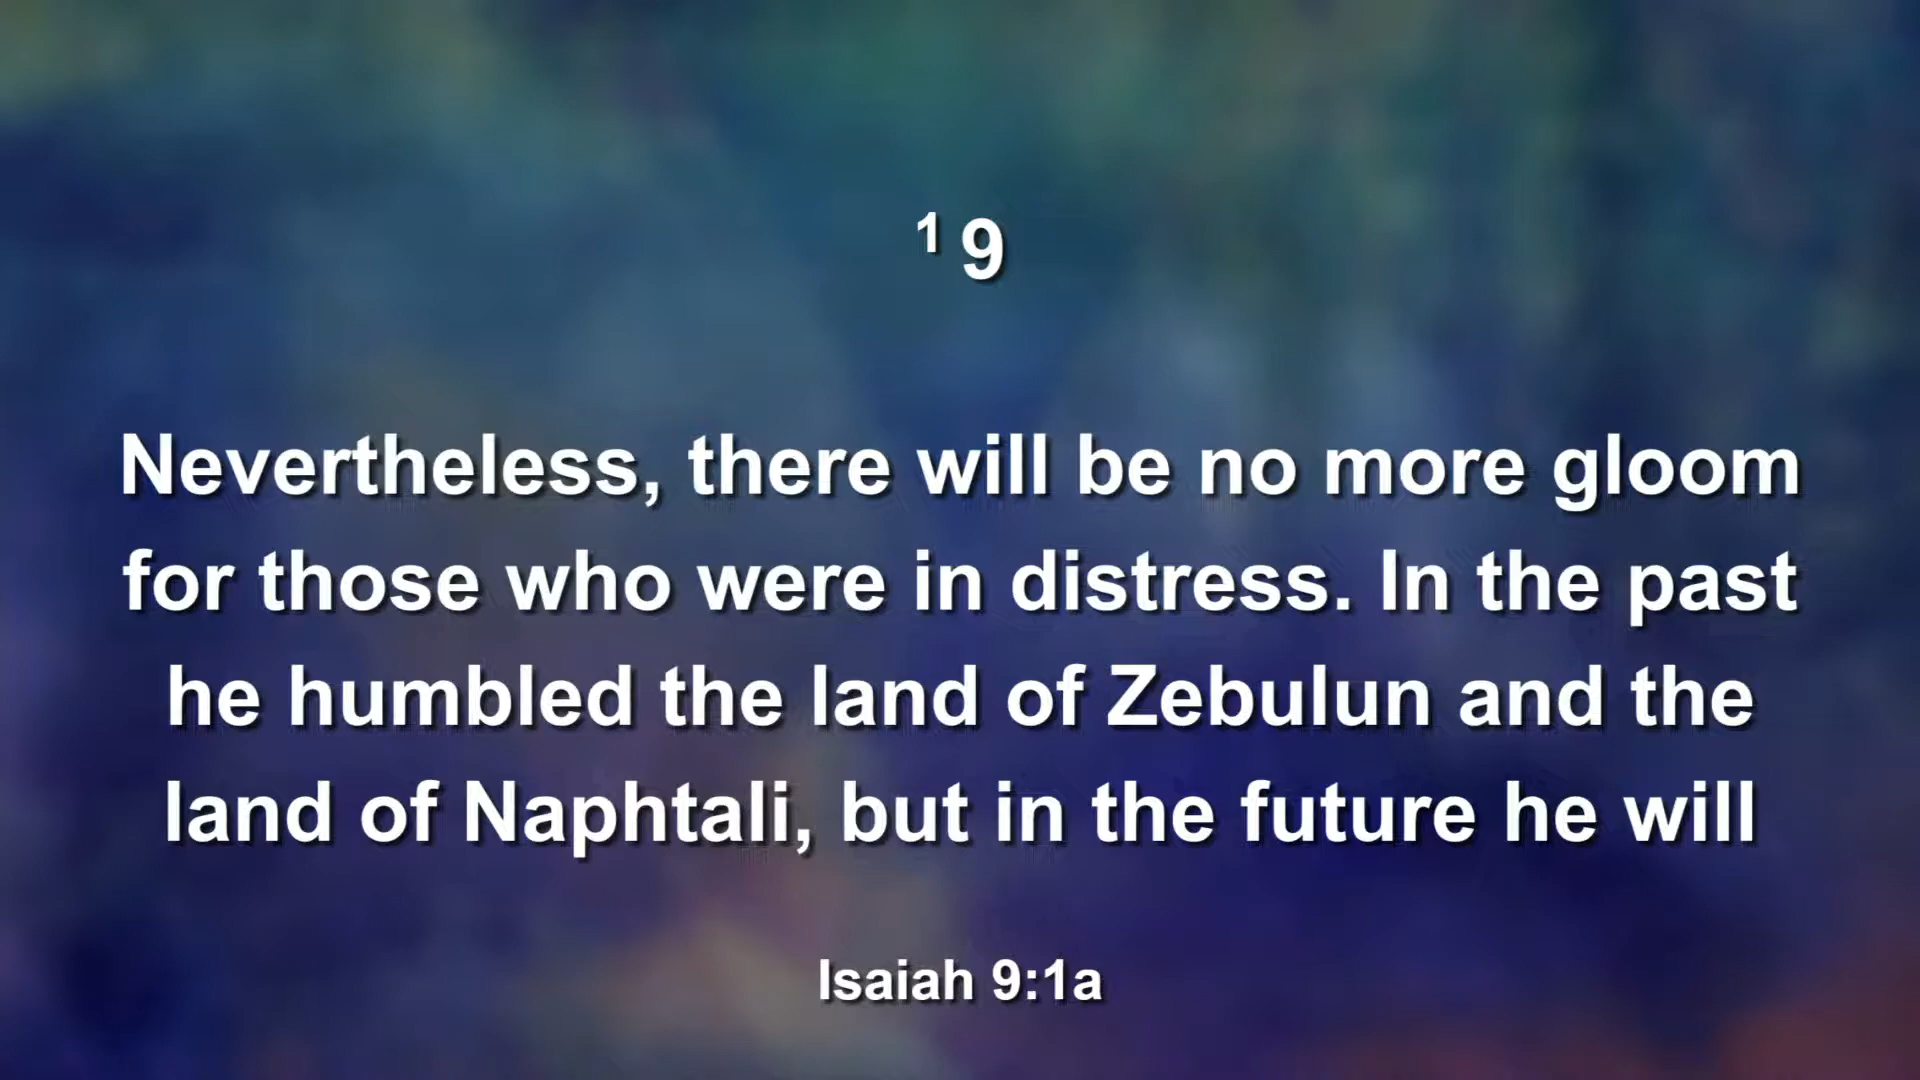 ¹ 9
Nevertheless, there will be no more gloom
for those who were in distress. In the past
he humbled the land of Zebulun and the
land of Naphtali, but in the future he will
Isaiah 9:1a